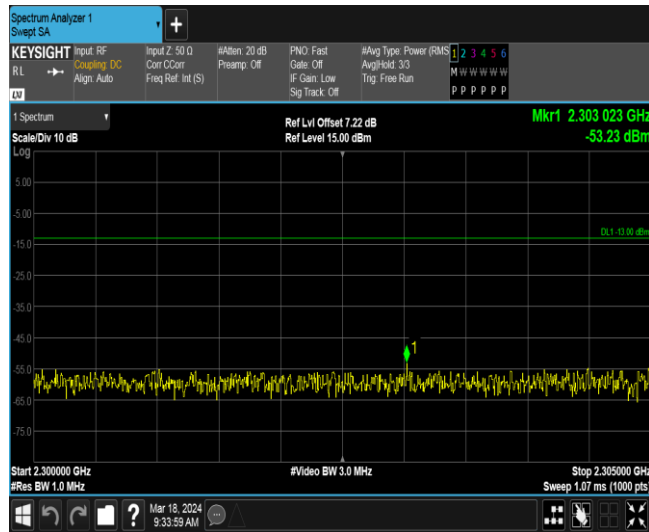 Spectrum Analyzer 1
Swept SA
+
KEYSIGHT Input: RF Input Z: 50 Ω #Atten: 20 dB PNO: Fast #Avg Type: Power (RMS 1 2 3 4 5 6
RL Coupling: DC Corr CCorr Preamp: Off Gate: Off Avg|Hold: 3/3 M W W W W W
Align: Auto Freq Ref: Int (S) IF Gain: Low Trig: Free Run
LXI Sig Track: Off P P P P P P
1 Spectrum Ref Lvl Offset 7.22 dB Mkr1 2.303 023 GHz
Scale/Div 10 dB Ref Level 15.00 dBm -53.23 dBm
Log
5.00
-5.00
DL1 -13.00 dBm
-15.0
-25.0
-35.0
-45.0
1
-55.0
-65.0
-75.0
Start 2.300000 GHz #Video BW 3.0 MHz Stop 2.305000 GHz
#Res BW 1.0 MHz Sweep 1.07 ms (1000 pts)
? Mar 18, 2024
9:33:59 AM